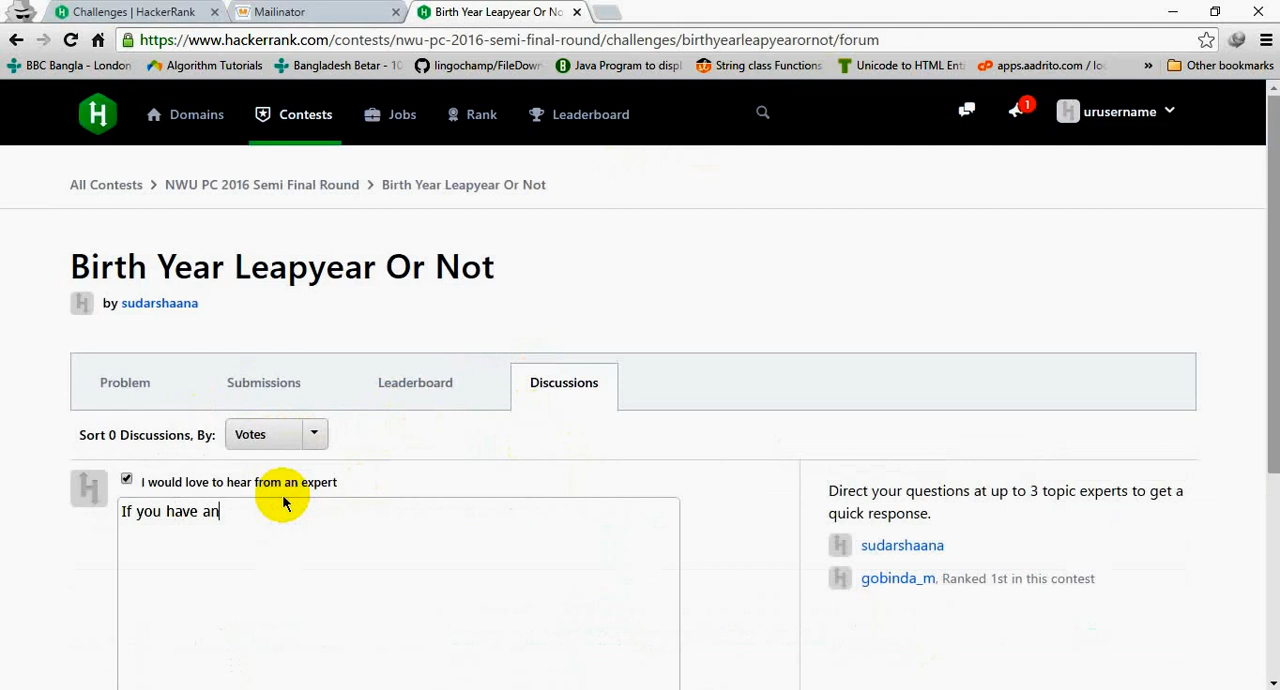 Challenges | HackerRank
Mailinator
Birth Year Leapyear Or No
https://www.hackerrank.com/contests/nwu-pc-2016-semi-final-round/challenges/birthyearleapyearornot/forum
BBC Bangla - London
Algorithm Tutorials
Bangladesh Betar - 10
lingochamp/FileDown
Java Program to displ
String class Functions
Unicode to HTML Ent
apps.aadrito.com / lo
»
Other bookmarks
H
Domains
Contests
Jobs
Rank
Leaderboard
1
urusername
All Contests > NWU PC 2016 Semi Final Round > Birth Year Leapyear Or Not
Birth Year Leapyear Or Not
by sudarshaana
Problem
Submissions
Leaderboard
Discussions
Sort 0 Discussions, By: Votes
I would love to hear from an expert
If you have an
Direct your questions at up to 3 topic experts to get a
quick response.
sudarshaana
gobinda_m, Ranked 1st in this contest